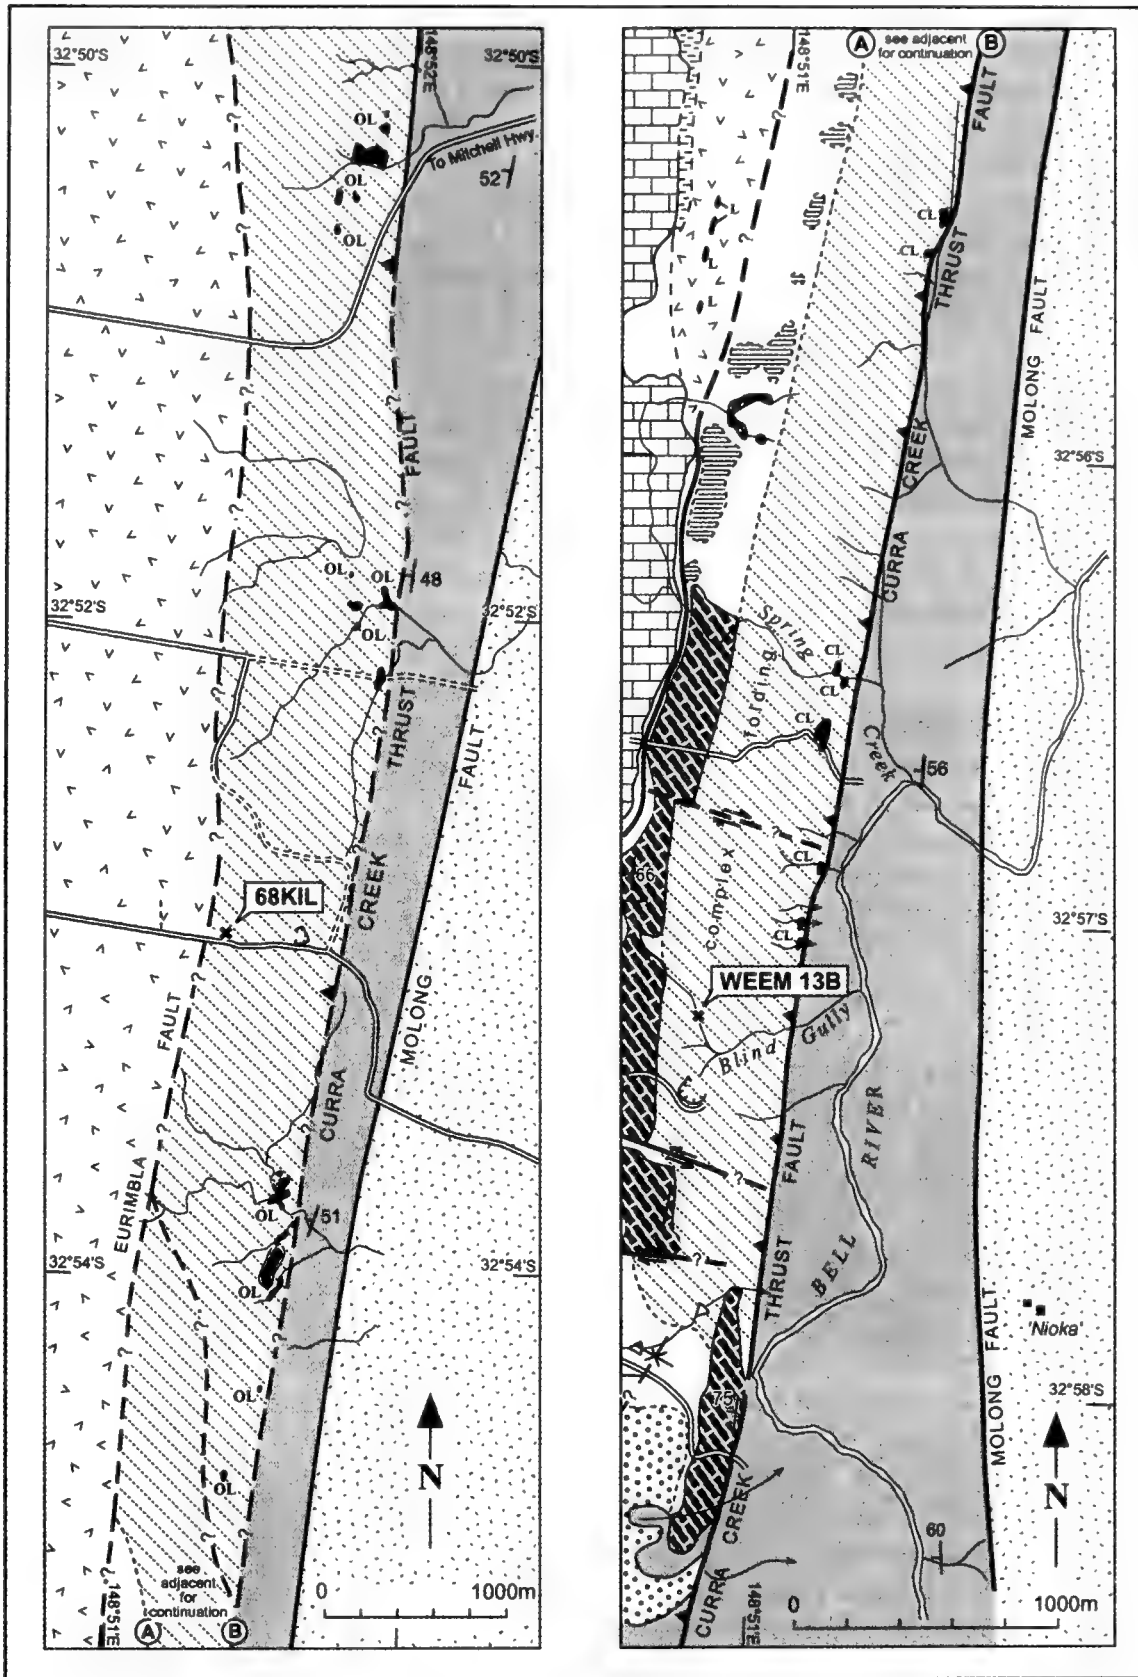 32°50'S
148°52'E
32°50'S
OL
To Mitchell Hwy.
52
OL
OL
?
FAULT
OL
OL
48
32°52'S
32°52'S
OL
THRUST
FAULT
CREEK
68KIL
MOLONG
FAULT
CURRA
EURIMBLA
OL
51
32°54'S
32°54'S
OL
OL
OL
N
see
adjacent
for
continuation
148°51'E
A
B
0
1000m
A
see adjacent
for continuation
B
148°51'E
FAULT
L
CL
CL
THRUST
L
L
MOLONG FAULT
32°56'S
CREEK
CURRA
Spring
folding
CL
CL
CL
Creek
56
complex
CL
66
32°57'S
CL
WEEM 13B
Blind Gully
RIVER
FAULT
BELL
THRUST
'Nioka'
MOLONG FAULT
75
32°58'S
N
CREEK
60
CURRA
148°51'E
0
1000m